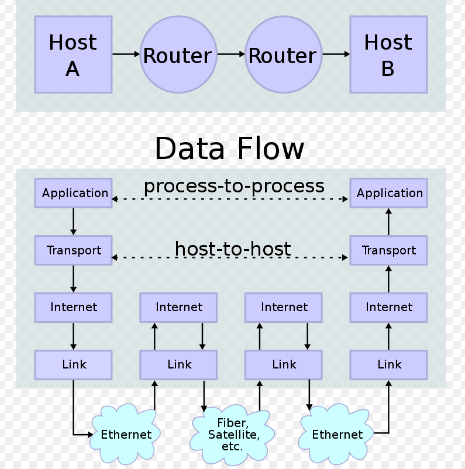 Host
A
Router
Router
Host
B
Data Flow
Application
process-to-process
Application
Transport
host-to-host
Transport
Internet
Internet
Internet
Internet
Link
Link
Link
Link
Ethernet
Fiber,
Satellite,
etc.
Ethernet